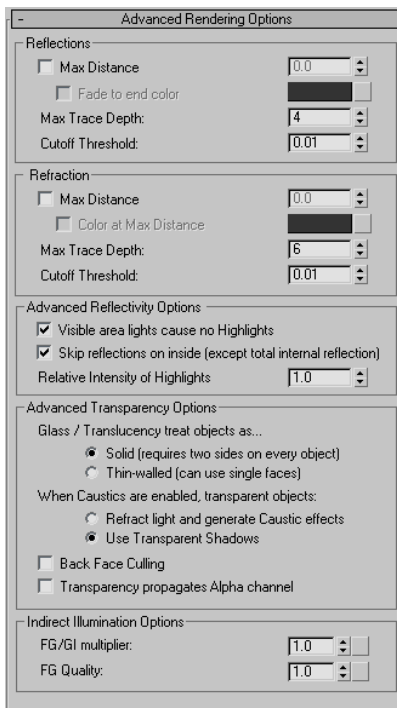 - Advanced Rendering Options
Reflections
Max Distance 0.0
Fade to end color
Max Trace Depth: 4
Cutoff Threshold: 0.01
Refraction
Max Distance 0.0
Color at Max Distance
Max Trace Depth: 6
Cutoff Threshold: 0.01
Advanced Reflectivity Options
Visible area lights cause no Highlights
Skip reflections on inside (except total internal reflection)
Relative Intensity of Highlights 1.0
Advanced Transparency Options
Glass / Translucency treat objects as...
Solid (requires two sides on every object)
Thin-walled (can use single faces)
When Caustics are enabled, transparent objects:
Refract light and generate Caustic effects
Use Transparent Shadows
Back Face Culling
Transparency propagates Alpha channel
Indirect Illumination Options
FG/GI multiplier: 1.0
FG Quality: 1.0